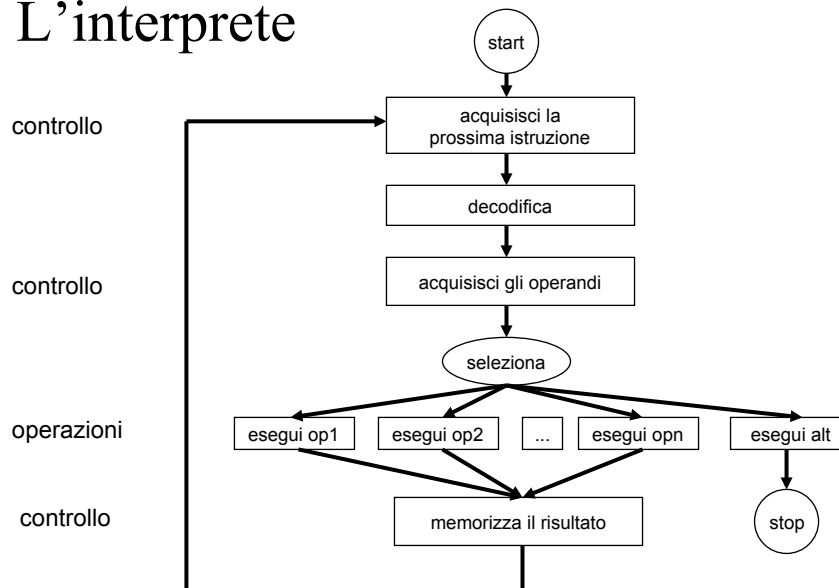 L’interprete
start
controllo
acquisisci la
prossima istruzione
decodifica
controllo
acquisisci gli operandi
seleziona
operazioni
esegui op1
esegui op2
...
esegui opn
esegui alt
controllo
memorizza il risultato
stop